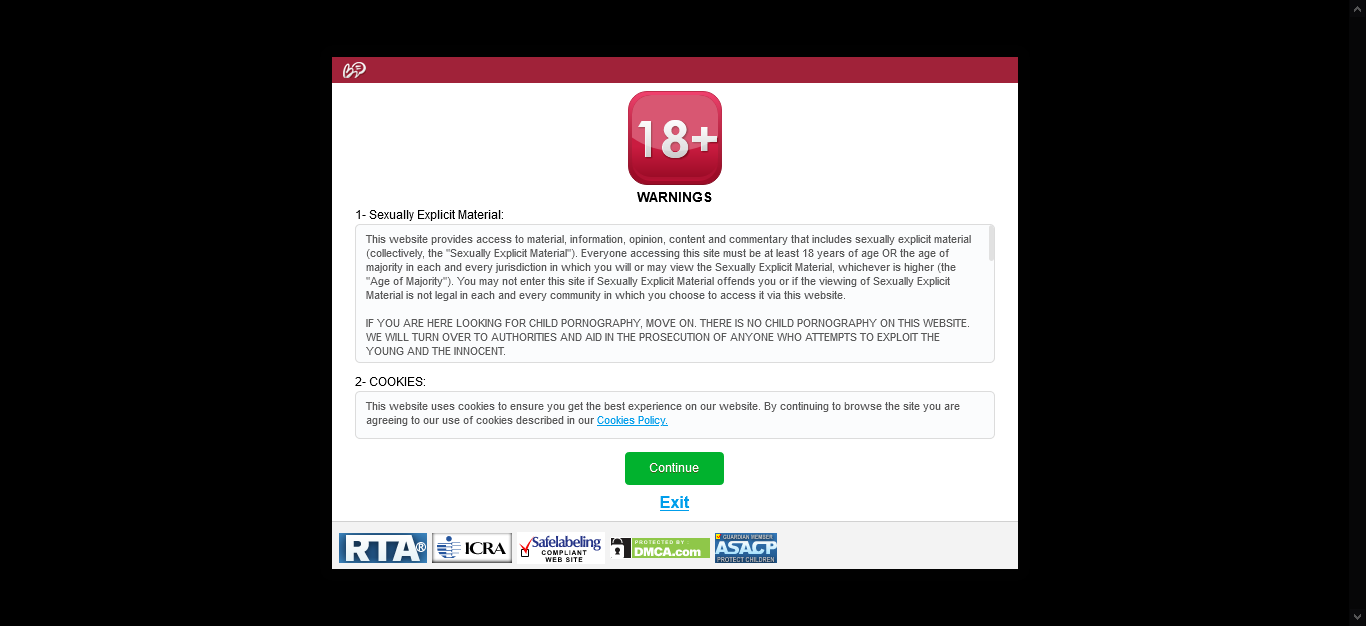 18+
WARNINGS
1- Sexually Explicit Material:
This website provides access to material, information, opinion, content and commentary that includes sexually explicit material
(collectively, the "Sexually Explicit Material"). Everyone accessing this site must be at least 18 years of age OR the age of
majority in each and every jurisdiction in which you will or may view the Sexually Explicit Material, whichever is higher (the
"Age of Majority"). You may not enter this site if Sexually Explicit Material offends you or if the viewing of Sexually Explicit
Material is not legal in each and every community in which you choose to access it via this website.
IF YOU ARE HERE LOOKING FOR CHILD PORNOGRAPHY, MOVE ON. THERE IS NO CHILD PORNOGRAPHY ON THIS WEBSITE.
WE WILL TURN OVER TO AUTHORITIES AND AID IN THE PROSECUTION OF ANYONE WHO ATTEMPTS TO EXPLOIT THE
YOUNG AND THE INNOCENT.
2- COOKIES:
This website uses cookies to ensure you get the best experience on our website. By continuing to browse the site you are
agreeing to our use of cookies described in our Cookies Policy.
Continue
Exit
RTA®
ICRA
Safelabeling
COMPLIANT
WEB SITE
PROTECTED BY
DMCA.com
GUARDIAN MEMBER
ASACP
PROTECT CHILDREN